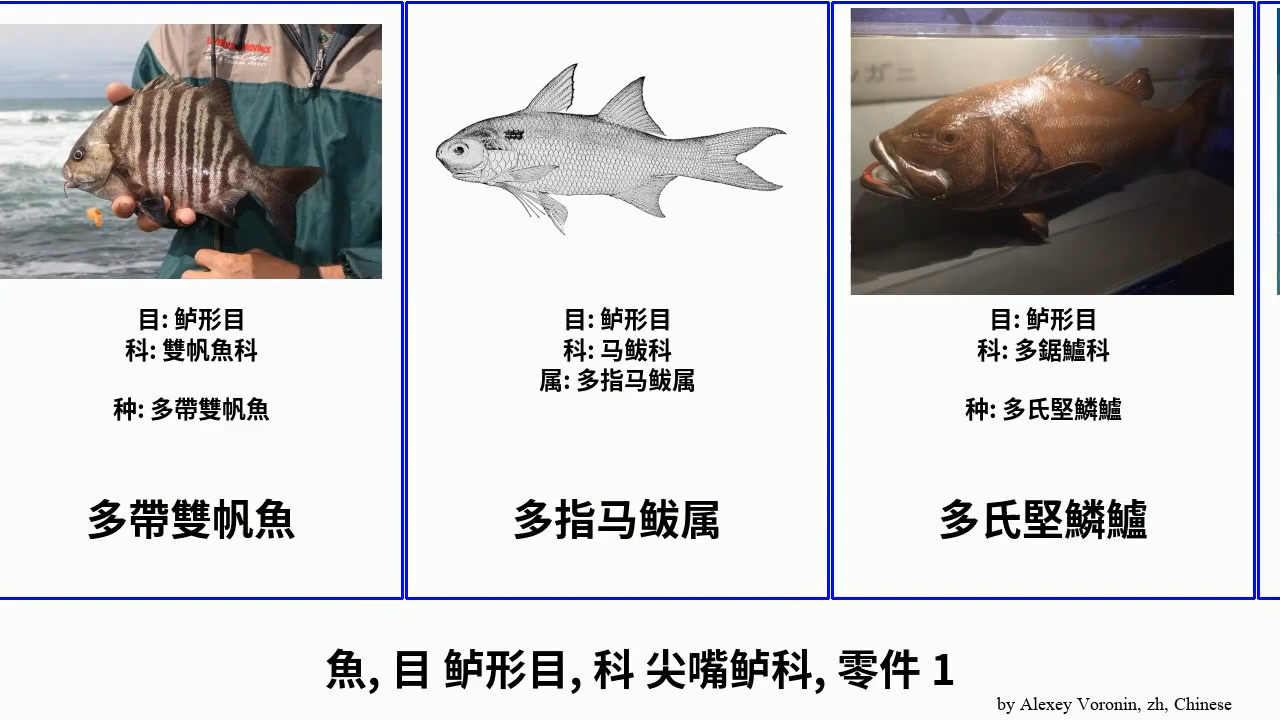 目: 鲈形目
科: 雙帆魚科
种: 多帶雙帆魚
多帶雙帆魚
目: 鲈形目
科: 马鲅科
属: 多指马鲅属
多指马鲅属
目: 鲈形目
科: 多鋸鱸科
种: 多氏堅鱗鱸
多氏堅鱗鱸
魚, 目 鲈形目, 科 尖嘴鲈科, 零件 1
by Alexey Voronin, zh, Chinese